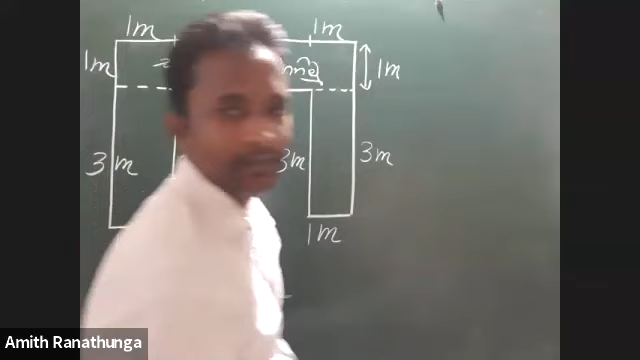 1m 1m
1m 1m
3m 3m 3m
1m
Amith Ranathunga